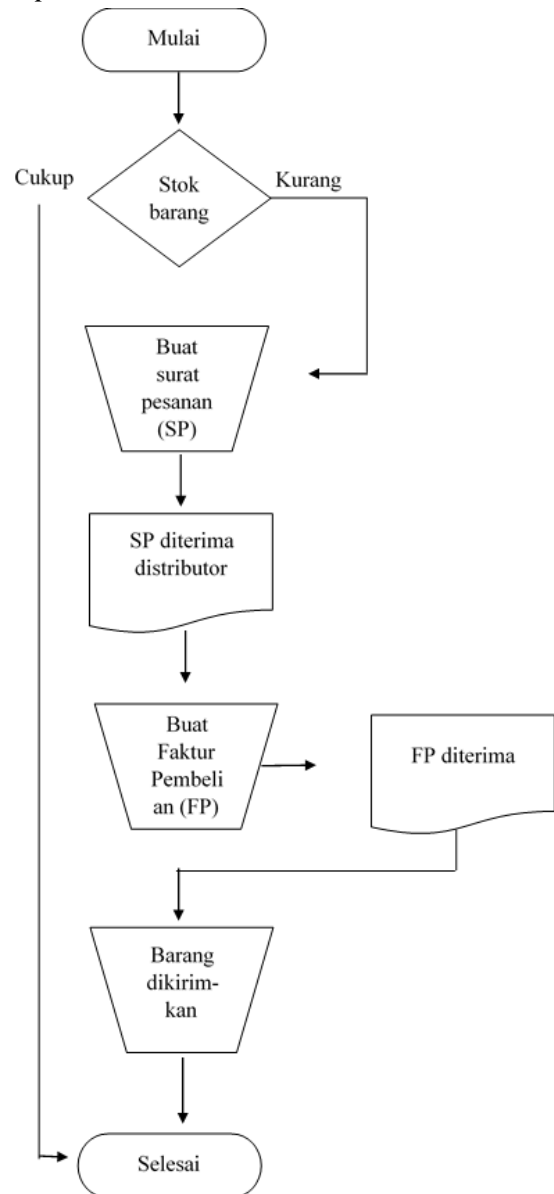 Mulai
Cukup
Stok
barang
Kurang
Buat
surat
pesanan
(SP)
SP diterima
distributor
Buat
Faktur
Pembeli
an (FP)
FP diterima
Barang
dikirim-
kan
Selesai